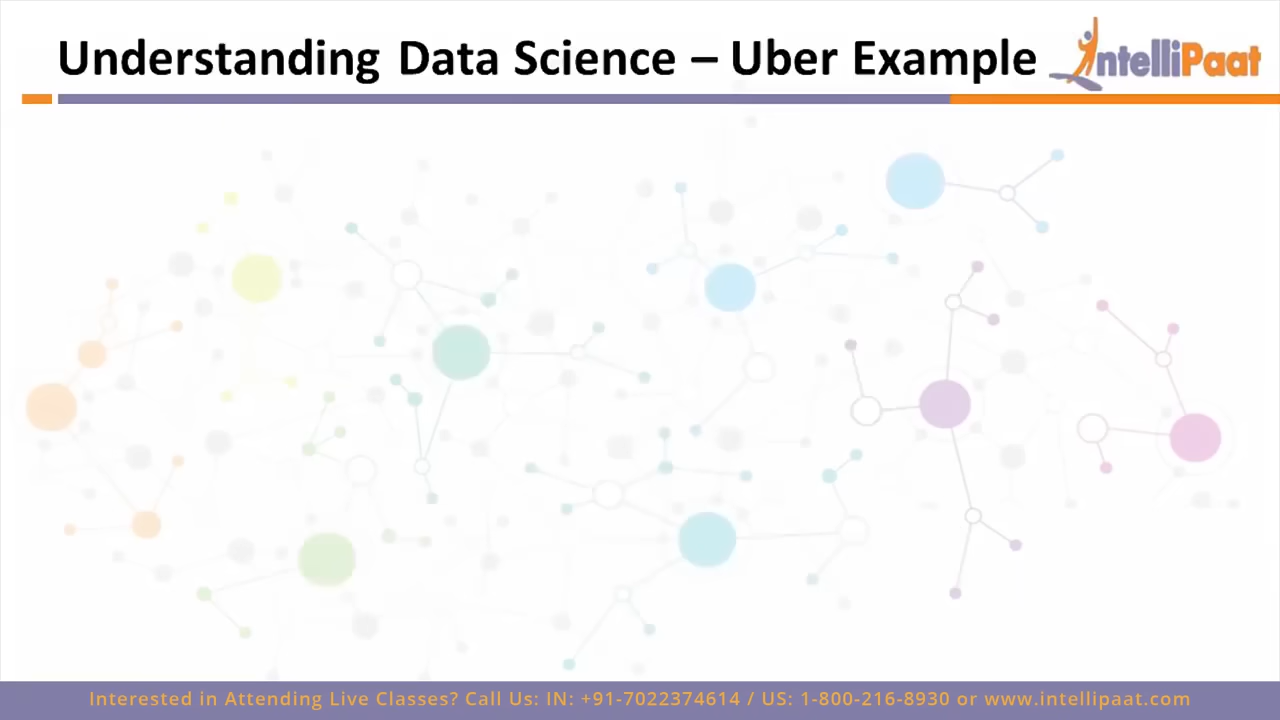 Understanding Data Science – Uber Example
IntelliPaat
Interested in Attending Live Classes? Call Us: IN: +91-7022374614 / US: 1-800-216-8930 or www.intellipaat.com